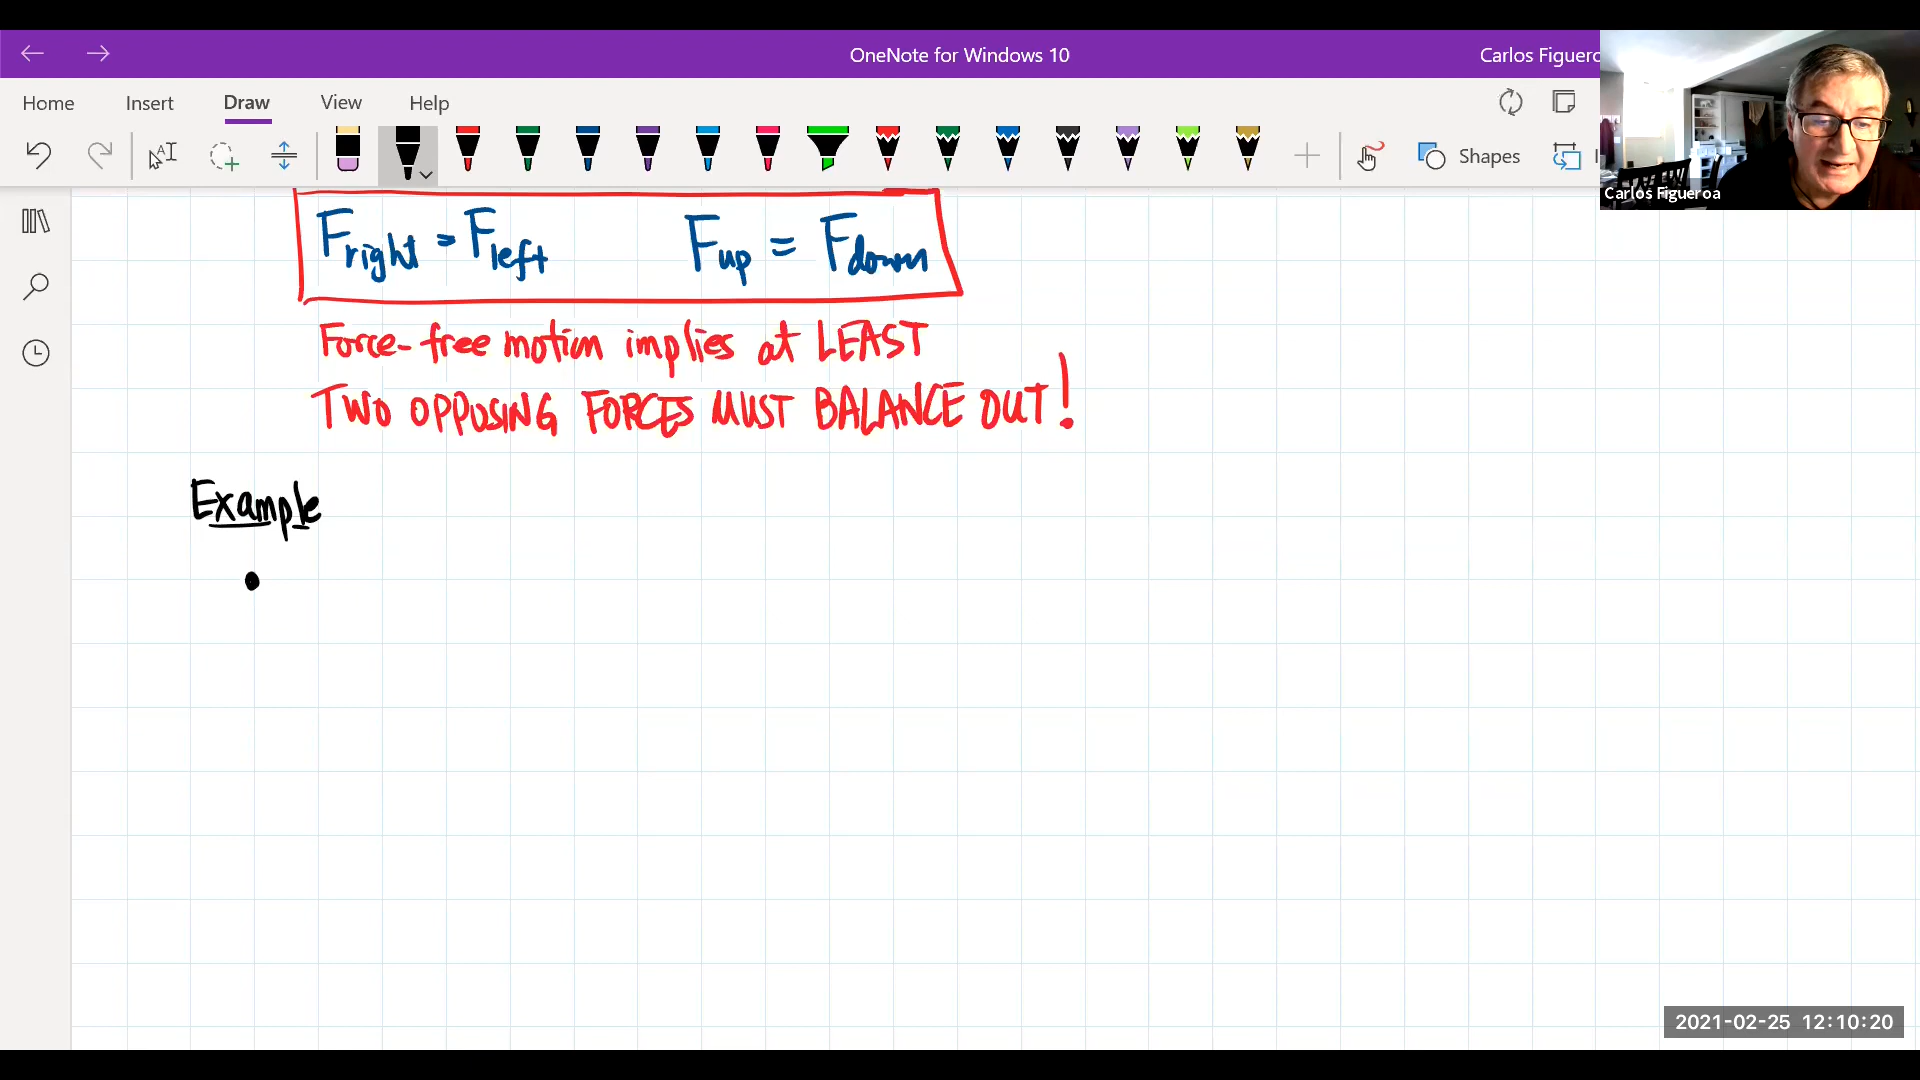 OneNote for Windows 10
Carlos Figuero
Home Insert Draw View Help
Shapes
Carlos Figueroa
Fright = Fleft Fup = Fdown
Force-free motion implies at LEAST
TWO OPPOSING FORCES MUST BALANCE OUT!
Example
2021-02-25 12:10:20